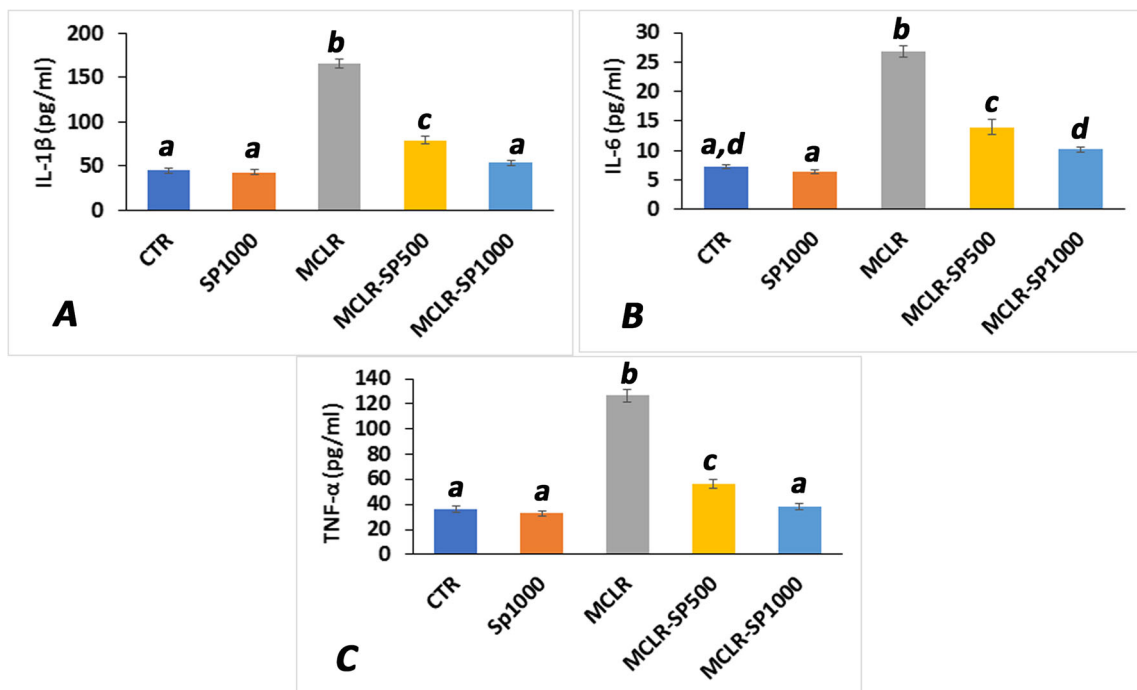 200
150
100
50
0
IL-1β (pg/ml)
a
a
b
c
a
CTR
SP1000
MCLR
MCLR-SP500
MCLR-SP1000
A
30
25
20
15
10
5
0
IL-6 (pg/ml)
a,d
a
b
c
d
CTR
SP1000
MCLR
MCLR-SP500
MCLR-SP1000
B
140
120
100
80
60
40
20
0
TNF-α (pg/ml)
a
a
b
c
a
CTR
Sp1000
MCLR
MCLR-SP500
MCLR-SP1000
C